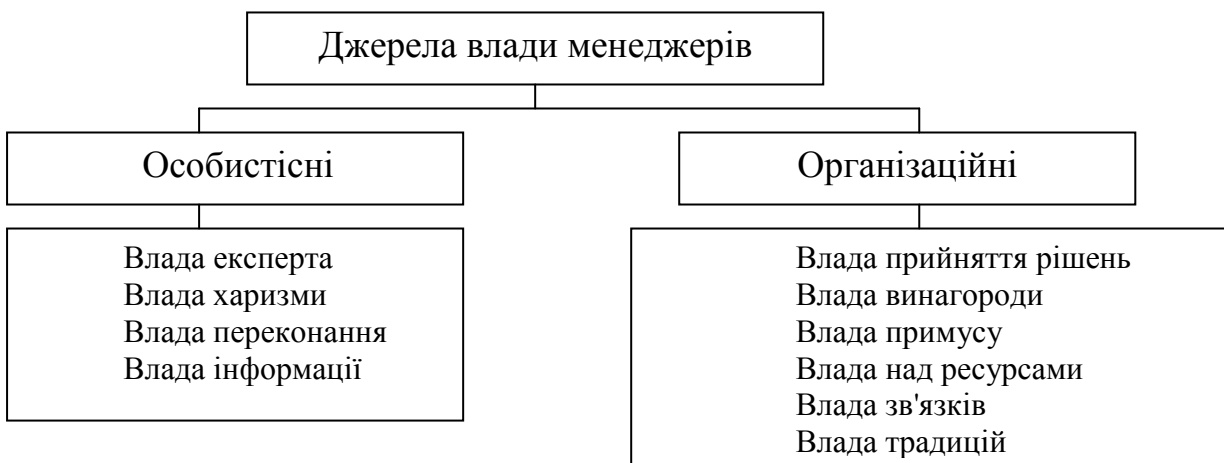 Джерела влади менеджерів
Особистісні
Організаційні
Влада експерта
Влада харизми
Влада переконання
Влада інформації
Влада прийняття рішень
Влада винагороди
Влада примусу
Влада над ресурсами
Влада зв'язків
Влада традицій